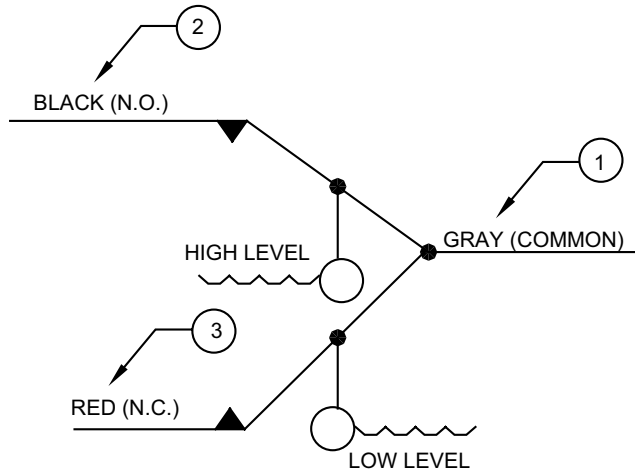 2
BLACK (N.O.)
1
GRAY (COMMON)
HIGH LEVEL
3
RED (N.C.)
LOW LEVEL